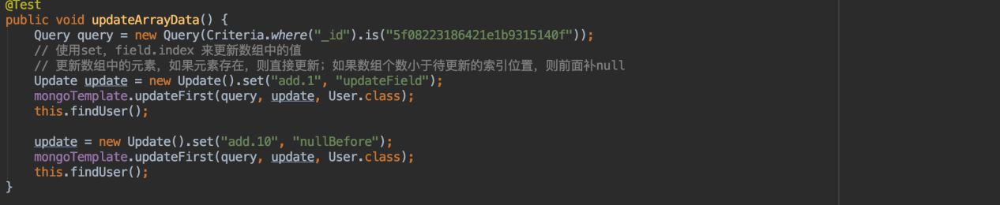 @Test
public void updateArrayData() {
    Query query = new Query(Criteria.where("_id").is("5f08223186421e1b9315140f"));
    // 使用set，field.index 来更新数组中的值
    // 更新数组中的元素，如果元素存在，则直接更新；如果数组个数小于待更新的索引位置，则前面补null
    Update update = new Update().set("add.1", "updateField");
    mongoTemplate.updateFirst(query, update, User.class);
    this.findUser();

    update = new Update().set("add.10", "nullBefore");
    mongoTemplate.updateFirst(query, update, User.class);
    this.findUser();
}